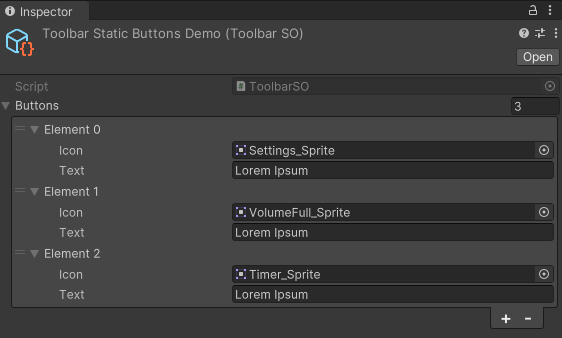 Inspector
Toolbar Static Buttons Demo (Toolbar SO)
Open
Script ToolbarSO
Buttons 3
Element 0
Icon Settings_Sprite
Text Lorem Ipsum
Element 1
Icon VolumeFull_Sprite
Text Lorem Ipsum
Element 2
Icon Timer_Sprite
Text Lorem Ipsum
+ -